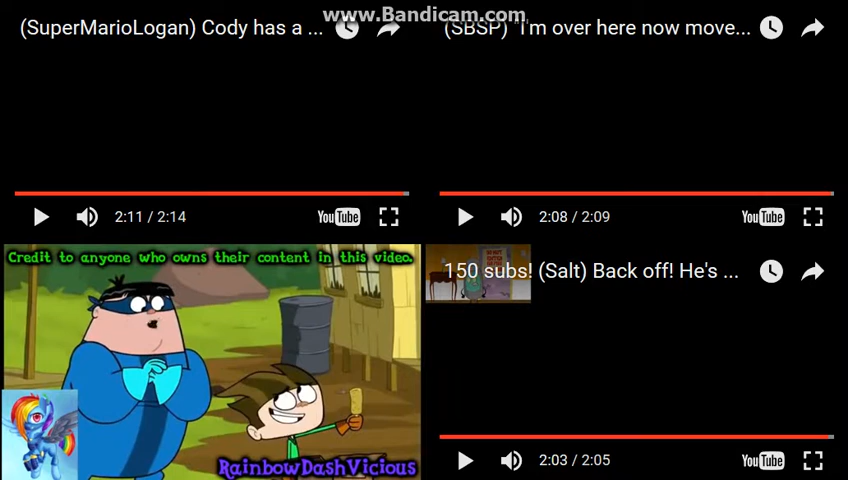 www.Bandicam.com
(SuperMarioLogan) Cody has a ...
(SBSP) "I'm over here now move...
2:11 / 2:14
YouTube
2:08 / 2:09
YouTube
Credit to anyone who owns their content in this video.
150 subs! (Salt) Back off! He's ...
RainbowDashVicious
2:03 / 2:05
YouTube